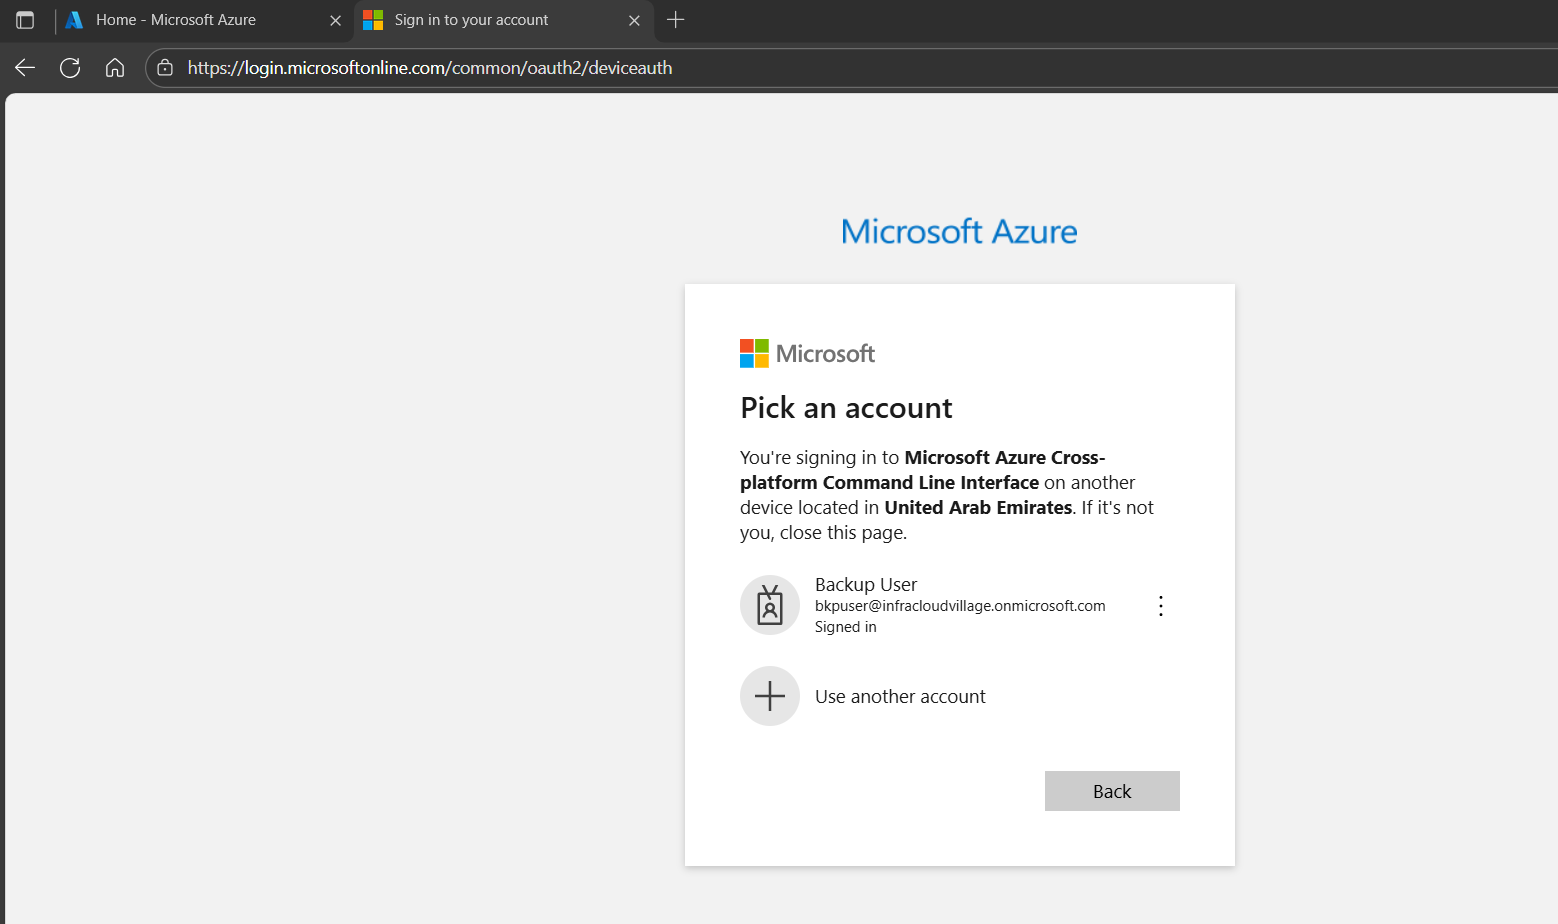 Home - Microsoft Azure
Sign in to your account
https://login.microsoftonline.com/common/oauth2/deviceauth
Microsoft Azure
Microsoft
Pick an account
You're signing in to Microsoft Azure Cross-
platform Command Line Interface on another
device located in United Arab Emirates. If it's not
you, close this page.
Backup User
bkpuser@infracloudvillage.onmicrosoft.com
Signed in
Use another account
Back